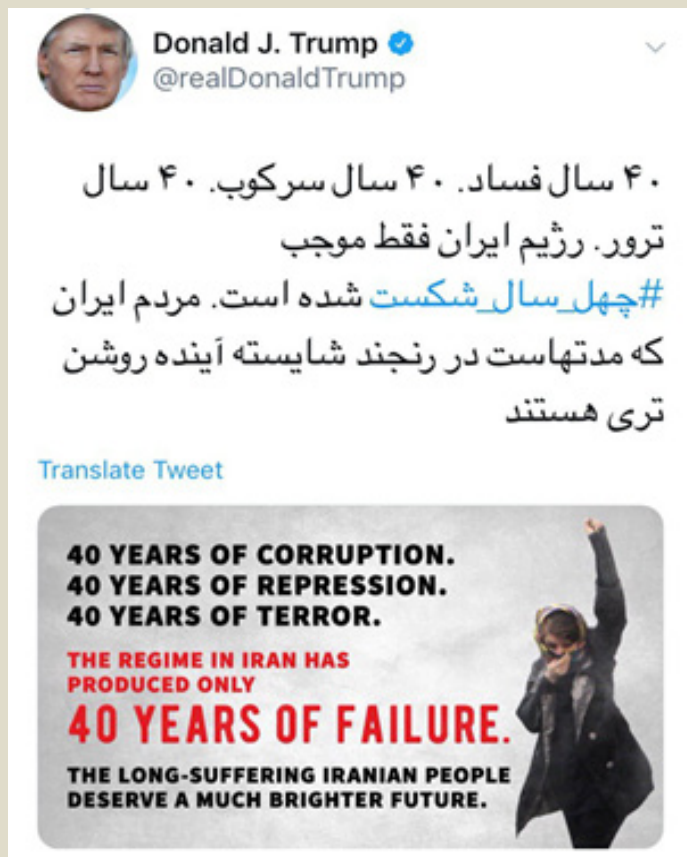 Donald J. Trump
@realDonaldTrump
۴۰ سال فساد. ۴۰ سال سرکوب. ۴۰ سال
ترور. رژیم ایران فقط موجب
#چهل_سال_شکست شده است. مردم ایران
که مدتهاست در رنجند شایسته آینده روشن
تری هستند
Translate Tweet
40 YEARS OF CORRUPTION.
40 YEARS OF REPRESSION.
40 YEARS OF TERROR.
THE REGIME IN IRAN HAS
PRODUCED ONLY
40 YEARS OF FAILURE.
THE LONG-SUFFERING IRANIAN PEOPLE
DESERVE A MUCH BRIGHTER FUTURE.